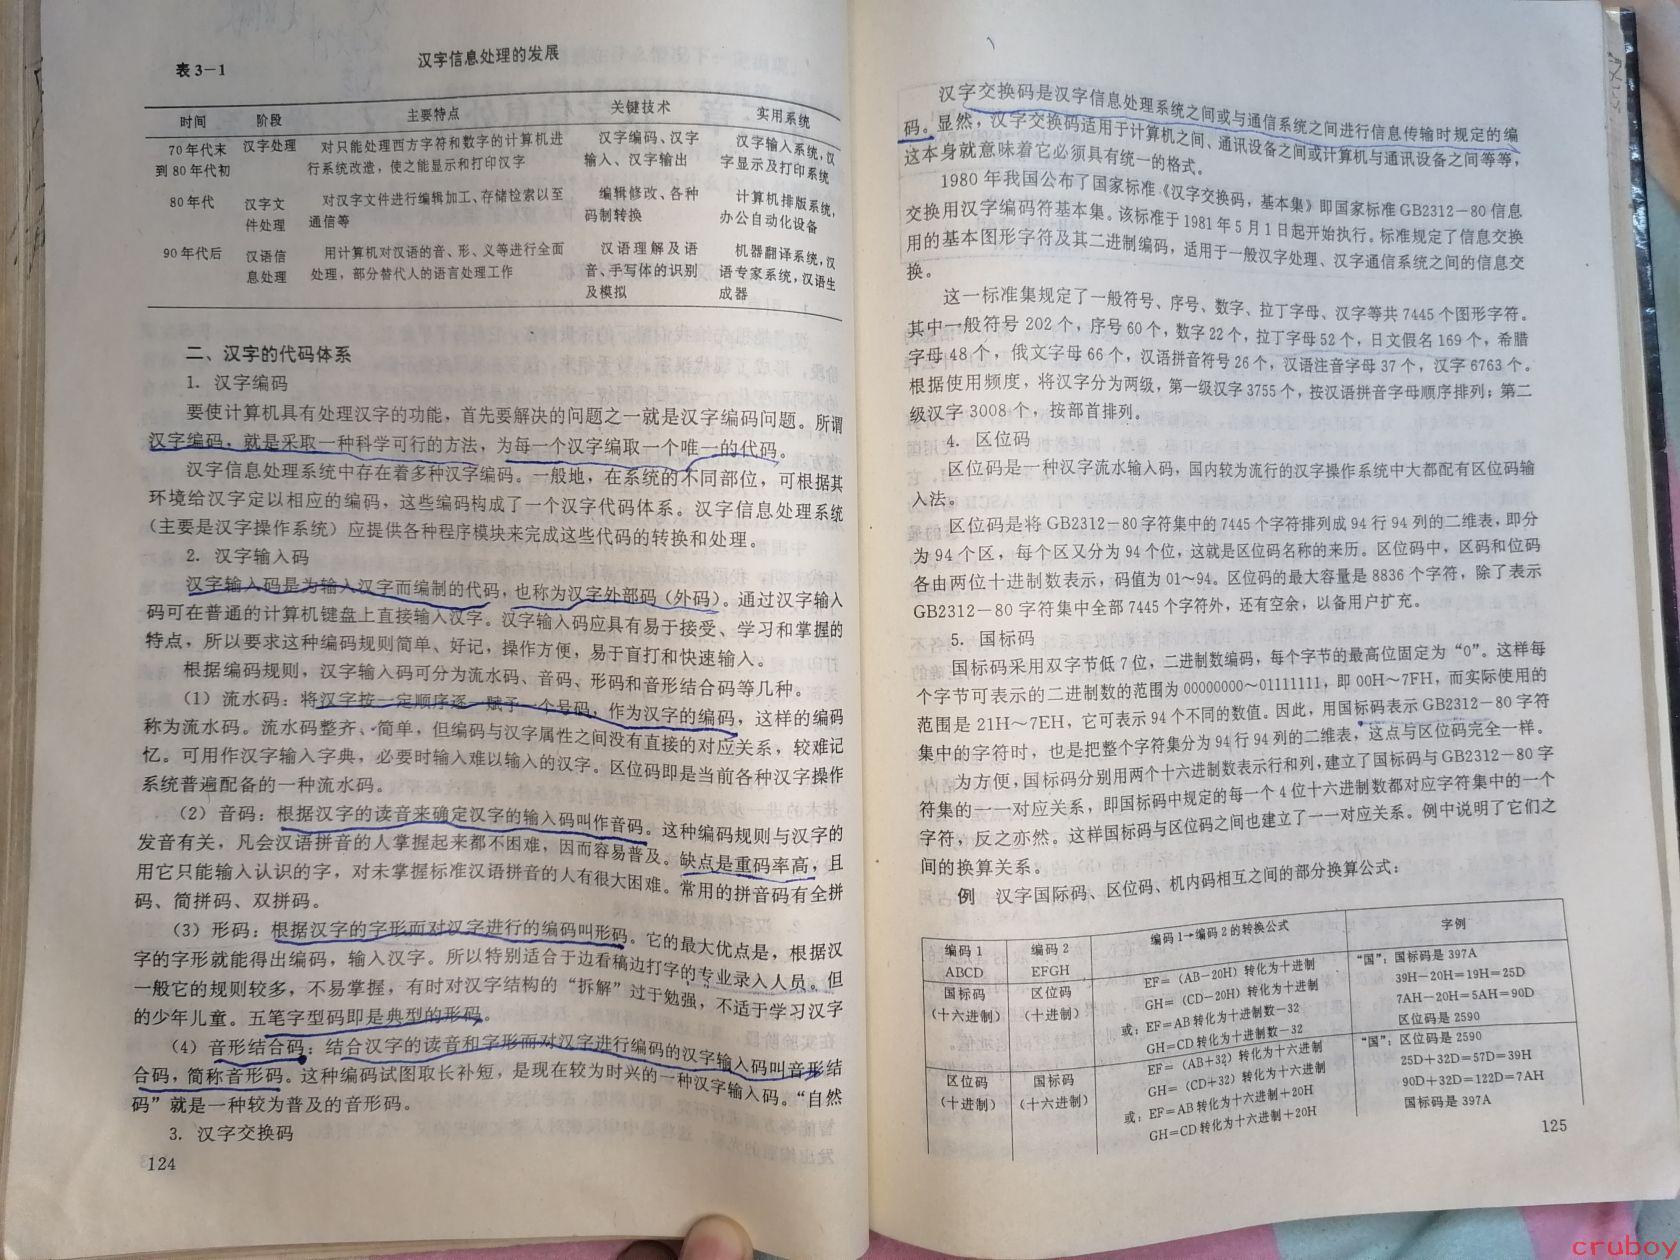 表3-1
汉字信息处理的发展
时间 阶段 主要特点 关键技术 实用系统
70年代末 汉字处理 对只能处理西方字符和数字的计算机进 汉字编码、汉字 汉字输入系统,汉
到80年代初 行系统改造,使之能显示和打印汉字 输入、汉字输出 字显示及打印系统
80年代 汉字文 对汉字文件进行编辑加工、存储检索以至 编辑修改、各种 计算机排版系统,
件处理 通信等 码制转换 办公自动化设备
90年代后 汉语信 用计算机对汉语的音、形、义等进行全面 汉语理解及语 机器翻译系统,汉
息处理 处理,部分替代人的语言处理工作 音、手写体的识别 语专家系统,汉语生
及模拟 成器
二、汉字的代码体系
1. 汉字编码
要使计算机具有处理汉字的功能,首先要解决的问题之一就是汉字编码问题。所谓
汉字编码,就是采取一种科学可行的方法,为每一个汉字编取一个唯一的代码。
汉字信息处理系统中存在着多种汉字编码。一般地,在系统的不同部位,可根据其
环境给汉字定以相应的编码,这些编码构成了一个汉字代码体系。汉字信息处理系统
(主要是汉字操作系统)应提供各种程序模块来完成这些代码的转换和处理。
2. 汉字输入码
汉字输入码是为输入汉字而编制的代码,也称为汉字外部码(外码)。通过汉字输入
码可在普通的计算机键盘上直接输入汉字。汉字输入码应具有易于接受、学习和掌握的
特点,所以要求这种编码规则简单、好记,操作方便,易于盲打和快速输入。
根据编码规则,汉字输入码可分为流水码、音码、形码和音形结合码等几种。
(1) 流水码:将汉字按一定顺序逐一赋予一个号码,作为汉字的编码,这样的编码
称为流水码。流水码整齐、简单,但编码与汉字属性之间没有直接的对应关系,较难记
忆。可用作汉字输入字典,必要时输入难以输入的汉字。区位码即是当前各种汉字操作
系统普遍配备的一种流水码。
(2) 音码:根据汉字的读音来确定汉字的输入码叫作音码。这种编码规则与汉字的
发音有关,凡会汉语拼音的人掌握起来都不困难,因而容易普及。缺点是重码率高,且
用它只能输入认识的字,对未掌握标准汉语拼音的人有很大困难。常用的拼音码有全拼
码、简拼码、双拼码。
(3) 形码:根据汉字的字形而对汉字进行的编码叫形码。它的最大优点是,根据汉
字的字形就能得出编码,输入汉字。所以特别适合于边看稿边打字的专业录入人员。但
一般它的规则较多,不易掌握,有时对汉字结构的“拆解”过于勉强,不适于学习汉字
的少年儿童。五笔字型码即是典型的形码。
(4) 音形结合码:结合汉字的读音和字形而对汉字进行编码的汉字输入码叫音形结
合码,简称音形码。这种编码试图取长补短,是现在较为时兴的一种汉字输入码。“自然
码”就是一种较为普及的音形码。
3. 汉字交换码
124
汉字交换码是汉字信息处理系统之间或与通信系统之间进行信息传输时规定的编
码。显然,汉字交换码适用于计算机之间、通讯设备之间或计算机与通讯设备之间等等,
这本身就意味着它必须具有统一的格式。
1980年我国公布了国家标准《汉字交换码,基本集》即国家标准GB2312-80信息
交换用汉字编码符基本集。该标准于1981年5月1日起开始执行。标准规定了信息交换
用的基本图形字符及其二进制编码,适用于一般汉字处理、汉字通信系统之间的信息交
换。
这一标准集规定了一般符号、序号、数字、拉丁字母、汉字等共7445个图形字符。
其中一般符号202个,序号60个,数字22个,拉丁字母52个,日文假名169个,希腊
字母48个,俄文字母66个,汉语拼音符号26个,汉语注音字母37个,汉字6763个。
根据使用频度,将汉字分为两级,第一级汉字3755个,按汉语拼音字母顺序排列;第二
级汉字3008个,按部首排列。
4. 区位码
区位码是一种汉字流水输入码,国内较为流行的汉字操作系统中大都配有区位码输
入法。
区位码是将GB2312-80字符集中的7445个字符排列成94行94列的二维表,即分
为94个区,每个区又分为94个位,这就是区位码名称的来历。区位码中,区码和位码
各由两位十进制数表示,码值为01~94。区位码的最大容量是8836个字符,除了表示
GB2312-80字符集中全部7445个字符外,还有空余,以备用户扩充。
5. 国标码
国标码采用双字节低7位,二进制数编码,每个字节的最高位固定为“0”。这样每
个字节可表示的二进制数的范围为00000000~01111111,即00H~7FH,而实际使用的
范围是21H~7EH,它可表示94个不同的数值。因此,用国标码表示GB2312-80字符
集中的字符时,也是把整个字符集分为94行94列的二维表,这点与区位码完全一样。
为方便,国标码分别用两个十六进制数表示行和列,建立了国标码与GB2312-80字
符集的一一对应关系,即国标码中规定的每一个4位十六进制数都对应字符集中的一个
字符,反之亦然。这样国标码与区位码之间也建立了一一对应关系。例中说明了它们之
间的换算关系。
例 汉字国际码、区位码、机内码相互之间的部分换算公式:
编码1 编码2 编码1→编码2的转换公式 字例
ABCD EFGH
国标码 区位码 EF=(AB-20H)转化为十进制 “国”:国标码是397A
(十六进制) (十进制) GH=(CD-20H)转化为十进制 39H-20H=19H=25D
或:EF=AB转化为十进制数-32 7AH-20H=5AH=90D
GH=CD转化为十进制数-32 区位码是2590
区位码 国标码 EF=(AB+32)转化为十六进制 “国”:区位码是2590
(十进制) (十六进制) GH=(CD+32)转化为十六进制 25D+32D=57D=39H
或:EF=AB转化为十六进制+20H 90D+32D=122D=7AH
GH=CD转化为十六进制+20H 国标码是397A
125
cruboy